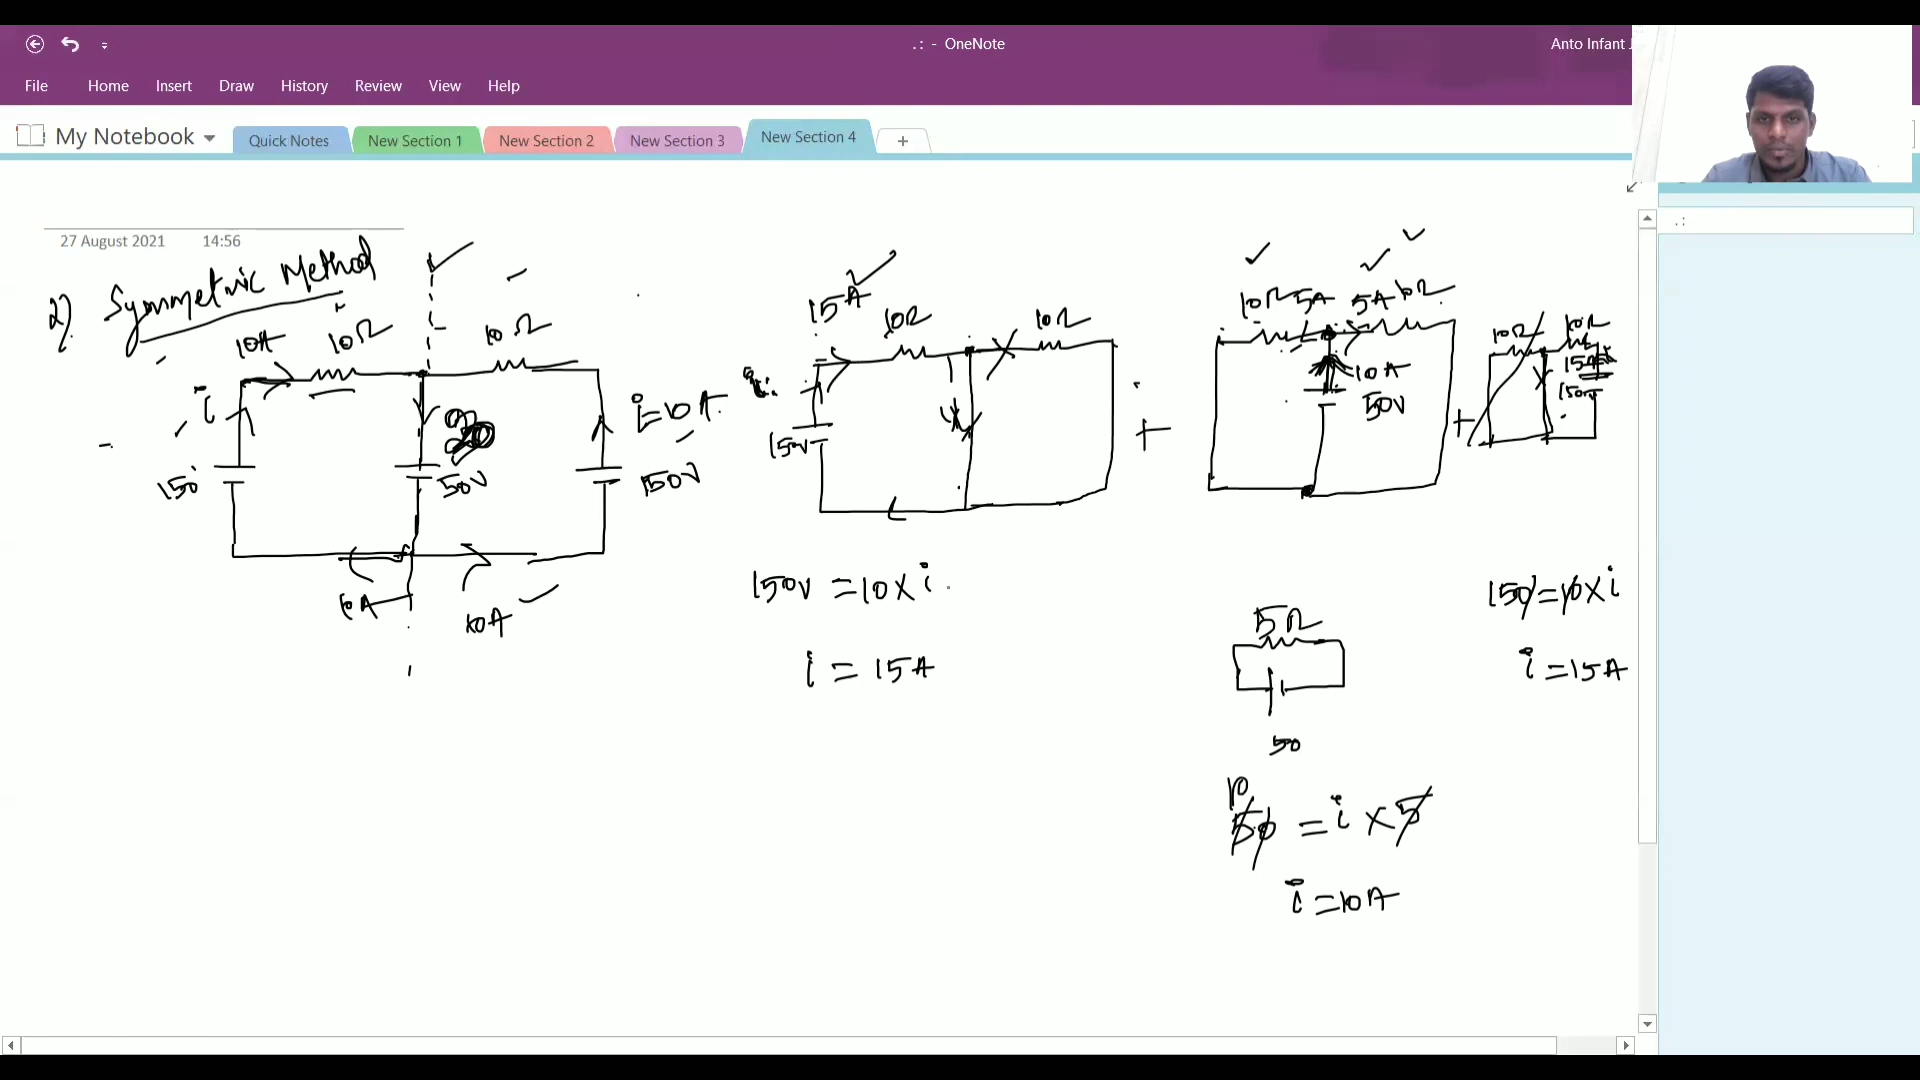 .: - OneNote
Anto Infant J
File Home Insert Draw History Review View Help
My Notebook
Quick Notes New Section 1 New Section 2 New Section 3 New Section 4 +
.:
27 August 2021 14:56
2) Symmetric Method
10A 10Ω 10Ω
i
i=10A
150
50V
150V
10A
10A
15A
10Ω 10Ω
150V
+
10Ω 5A 5A 10Ω
10A
50V
+
10Ω 10Ω
15A
150V
150V = 10 X i
i = 15A
5Ω
50
10
50 = i X 5
i = 10A
150 = 10 X i
i = 15A